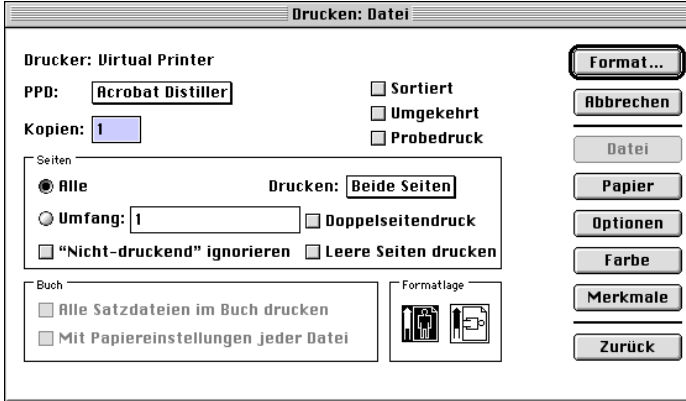 Drucken: Datei
Drucker: Virtual Printer
PPD: Acrobat Distiller
Kopien: 1
Sortiert
Umgekehrt
Probedruck
Seiten
Alle Drucken: Beide Seiten
Umfang: 1 Doppelseitendruck
"Nicht-druckend" ignorieren Leere Seiten drucken
Buch
Alle Satzdateien im Buch drucken
Mit Papiereinstellungen jeder Datei
Formatlage
Format...
Abbrechen
Datei
Papier
Optionen
Farbe
Merkmale
Zurück